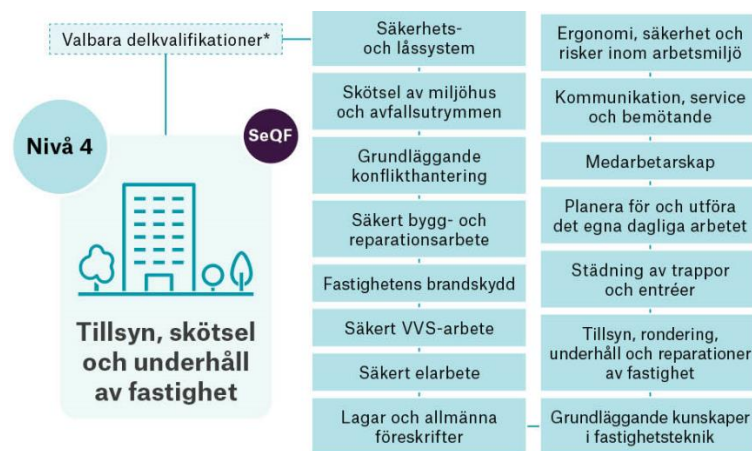 Valbara delkvalifikationer*
Nivå 4
SeQF
Tillsyn, skötsel
och underhåll
av fastighet
Säkerhets-
och låssystem
Skötsel av miljöhus
och avfallsutrymmen
Grundläggande
konflikthantering
Säkert bygg- och
reparationsarbete
Fastighetens brandskydd
Säkert VVS-arbete
Säkert elarbete
Lagar och allmänna
föreskrifter
Ergonomi, säkerhet och
risker inom arbetsmiljö
Kommunikation, service
och bemötande
Medarbetarskap
Planera för och utföra
det egna dagliga arbetet
Städning av trappor
och entréer
Tillsyn, rondering,
underhåll och reparationer
av fastighet
Grundläggande kunskaper
i fastighetsteknik